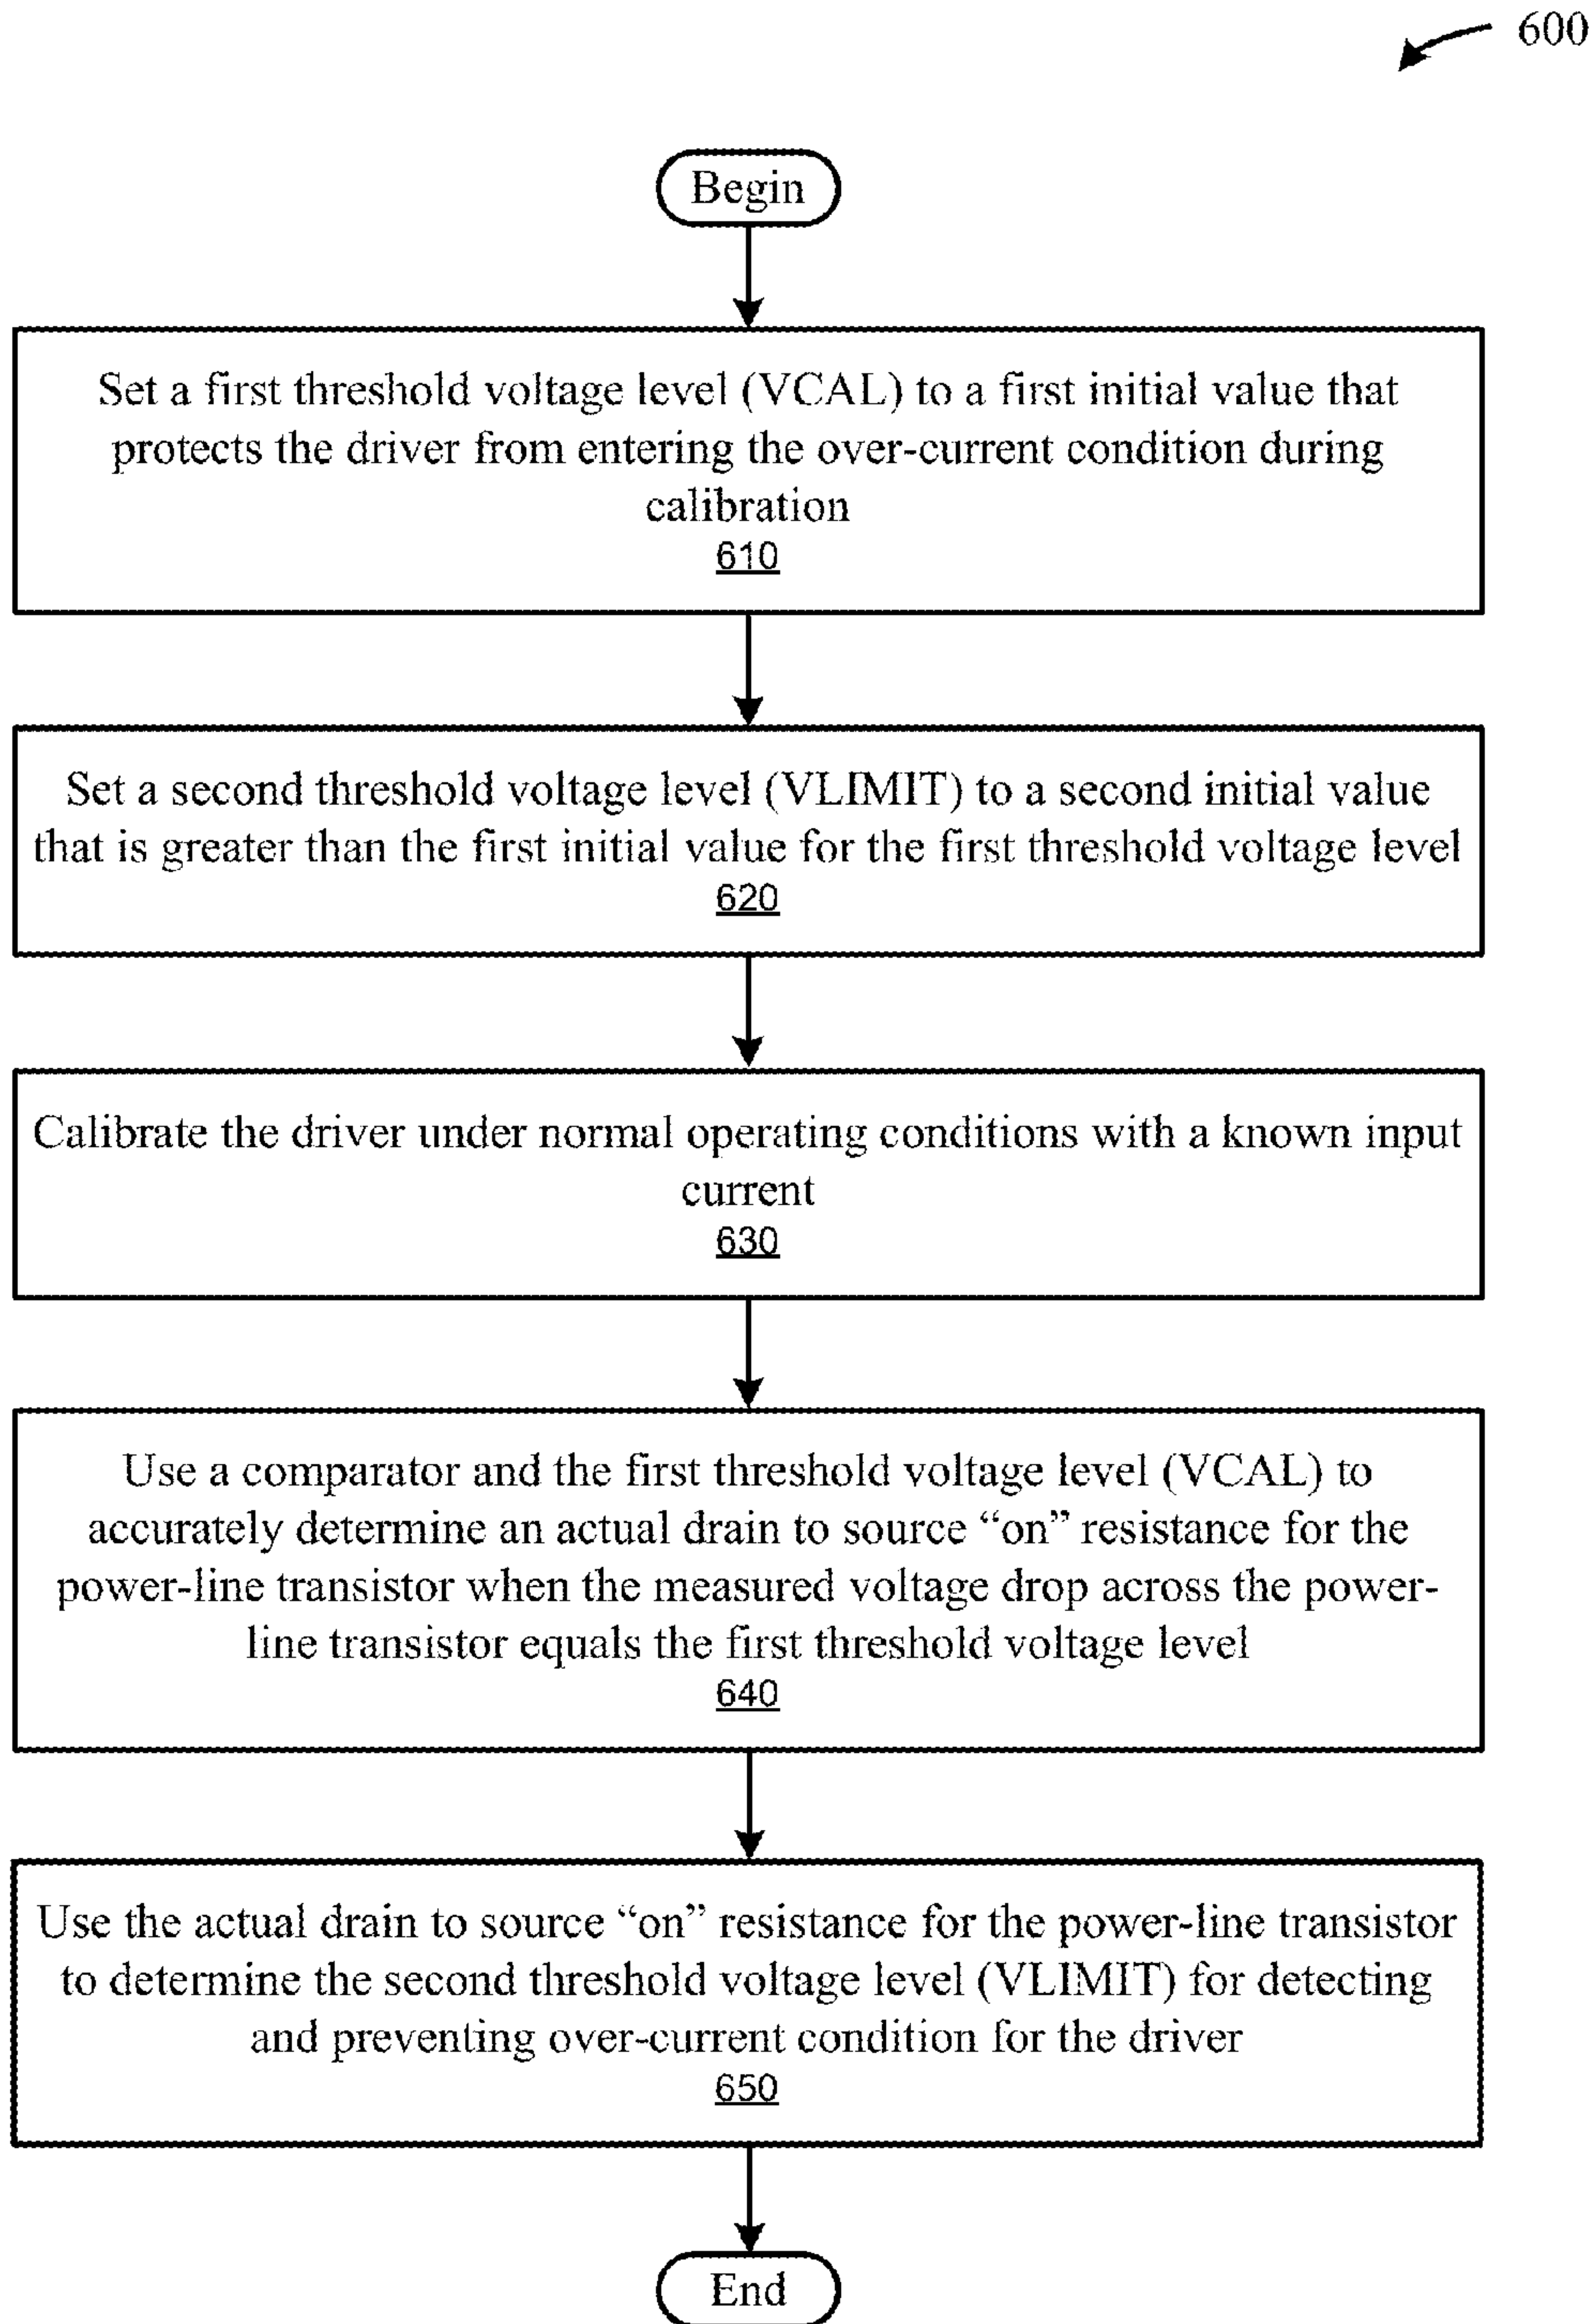 600
Begin
Set a first threshold voltage level (VCAL) to a first initial value that
protects the driver from entering the over-current condition during
calibration
610
Set a second threshold voltage level (VLIMIT) to a second initial value
that is greater than the first initial value for the first threshold voltage level
620
Calibrate the driver under normal operating conditions with a known input
current
630
Use a comparator and the first threshold voltage level (VCAL) to
accurately determine an actual drain to source “on” resistance for the
power-line transistor when the measured voltage drop across the power-
line transistor equals the first threshold voltage level
640
Use the actual drain to source “on” resistance for the power-line transistor
to determine the second threshold voltage level (VLIMIT) for detecting
and preventing over-current condition for the driver
650
End